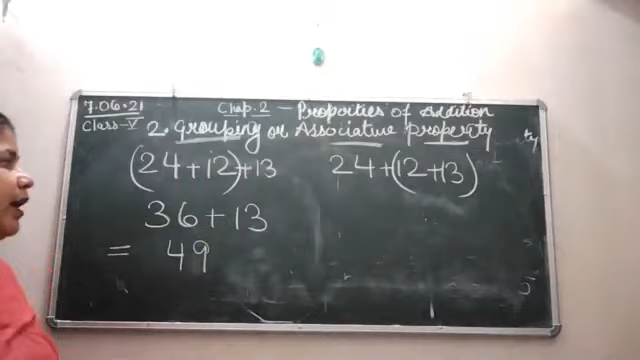 7.06.21 Chap. 2 - Properties of Addition
Class-V
2. Grouping or Associative property
(24+12)+13 24+(12+13)
36+13
= 49